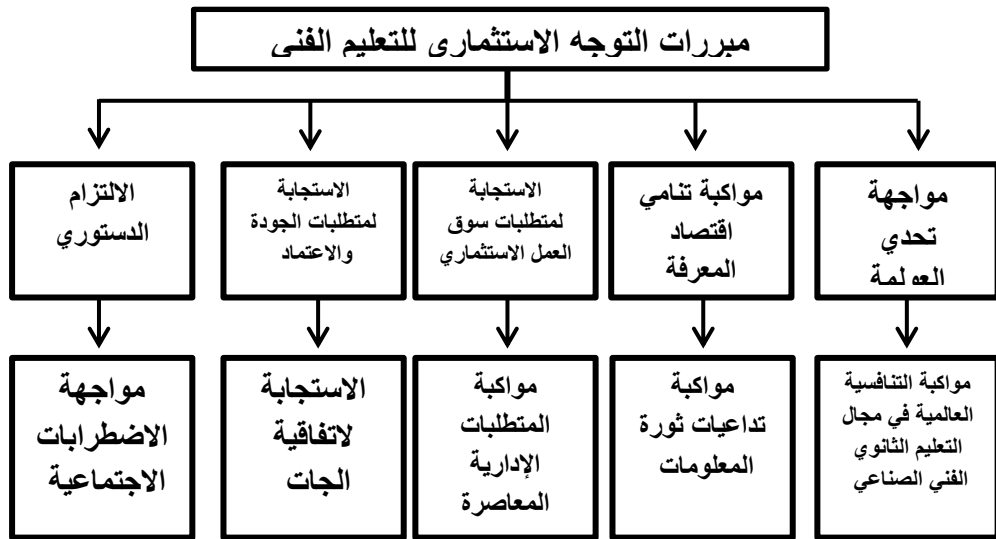 مبررات التوجه الاستثماري للتعليم الفني
مواجهة
تحدي
العولمة
مواكبة تنامي
اقتصاد
المعرفة
الاستجابة
لمتطلبات سوق
العمل الاستثماري
الاستجابة
لمتطلبات الجودة
والاعتماد
الالتزام
الدستوري
مواكبة التنافسية
العالمية في مجال
التعليم الثانوي
الفني الصناعي
مواكبة
تداعيات ثورة
المعلومات
مواكبة
المتطلبات
الإدارية
المعاصرة
الاستجابة
لاتفاقية
الجات
مواجهة
الاضطرابات
الاجتماعية